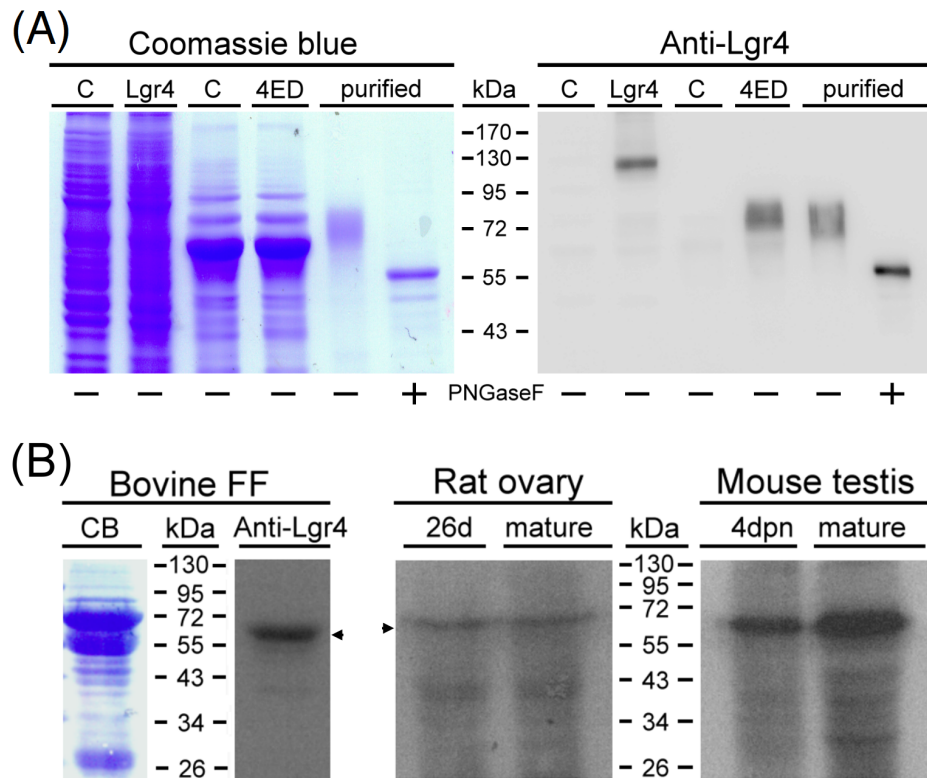 (A)
Coomassie blue Anti-Lgr4
C Lgr4 C 4ED purified kDa C Lgr4 C 4ED purified
– 170 –
– 130 –
– 95 –
– 72 –
– 55 –
– 43 –
– – – – – + PNGaseF – – – – – +
(B)
Bovine FF Rat ovary Mouse testis
CB kDa Anti-Lgr4 26d mature kDa 4dpn mature
–130– –130–
– 95 – – 95 –
– 72 – – 72 –
– 55 – – 55 –
– 43 – – 43 –
– 34 – – 34 –
– 26 – – 26 –